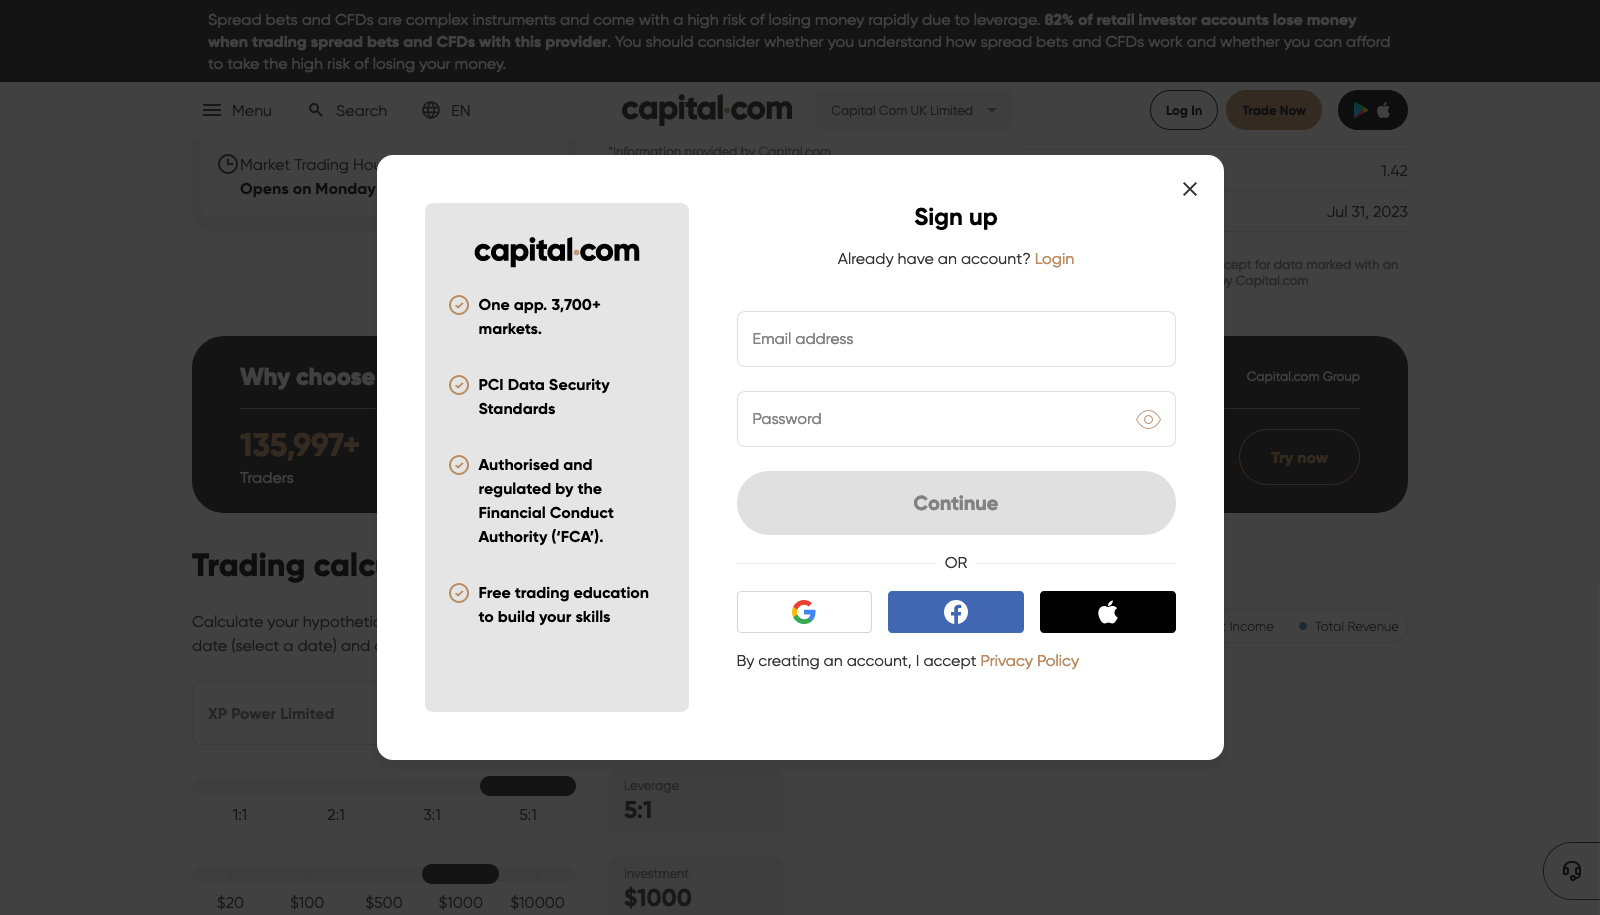 Spread bets and CFDs are complex instruments and come with a high risk of losing money rapidly due to leverage. 82% of retail investor accounts lose money
when trading spread bets and CFDs with this provider. You should consider whether you understand how spread bets and CFDs work and whether you can afford
to take the high risk of losing your money.
Menu
Search
EN
capital.com
Capital Com UK Limited
Log In
Trade Now
*Information provided by Capital.com
Market Trading Hou
Opens on Monday
1.42
Jul 31, 2023
cept for data marked with an
by Capital.com
Sign up
Already have an account? Login
capital.com
One app. 3,700+
markets.
PCI Data Security
Standards
Authorised and
regulated by the
Financial Conduct
Authority (‘FCA’).
Free trading education
to build your skills
Email address
Password
Continue
OR
By creating an account, I accept Privacy Policy
Why choose
Capital.com Group
135,997+
Traders
Try now
Trading calc
Calculate your hypothetic
date (select a date) and
Income
Total Revenue
XP Power Limited
1:1
2:1
3:1
5:1
Leverage
5:1
$20
$100
$500
$1000
$10000
Investment
$1000